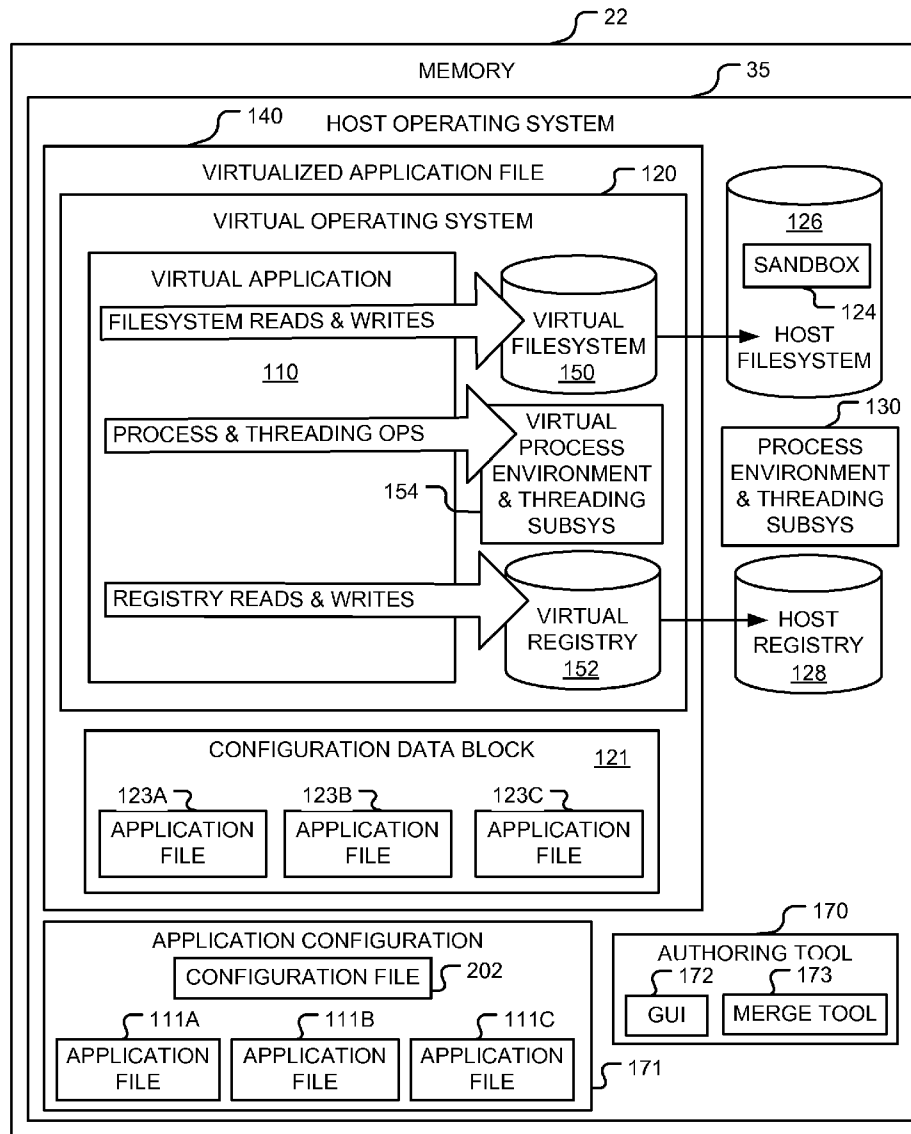 22
MEMORY
35
HOST OPERATING SYSTEM
140
VIRTUALIZED APPLICATION FILE
120
VIRTUAL OPERATING SYSTEM
VIRTUAL APPLICATION
FILESYSTEM READS & WRITES
110
PROCESS & THREADING OPS
154
REGISTRY READS & WRITES
VIRTUAL
FILESYSTEM
150
VIRTUAL
PROCESS
ENVIRONMENT
& THREADING
SUBSYS
VIRTUAL
REGISTRY
152
126
SANDBOX
124
HOST
FILESYSTEM
130
PROCESS
ENVIRONMENT
& THREADING
SUBSYS
HOST
REGISTRY
128
CONFIGURATION DATA BLOCK
121
123A
APPLICATION
FILE
123B
APPLICATION
FILE
123C
APPLICATION
FILE
APPLICATION CONFIGURATION
CONFIGURATION FILE
202
111A
APPLICATION
FILE
111B
APPLICATION
FILE
111C
APPLICATION
FILE
171
170
AUTHORING TOOL
172
GUI
173
MERGE TOOL